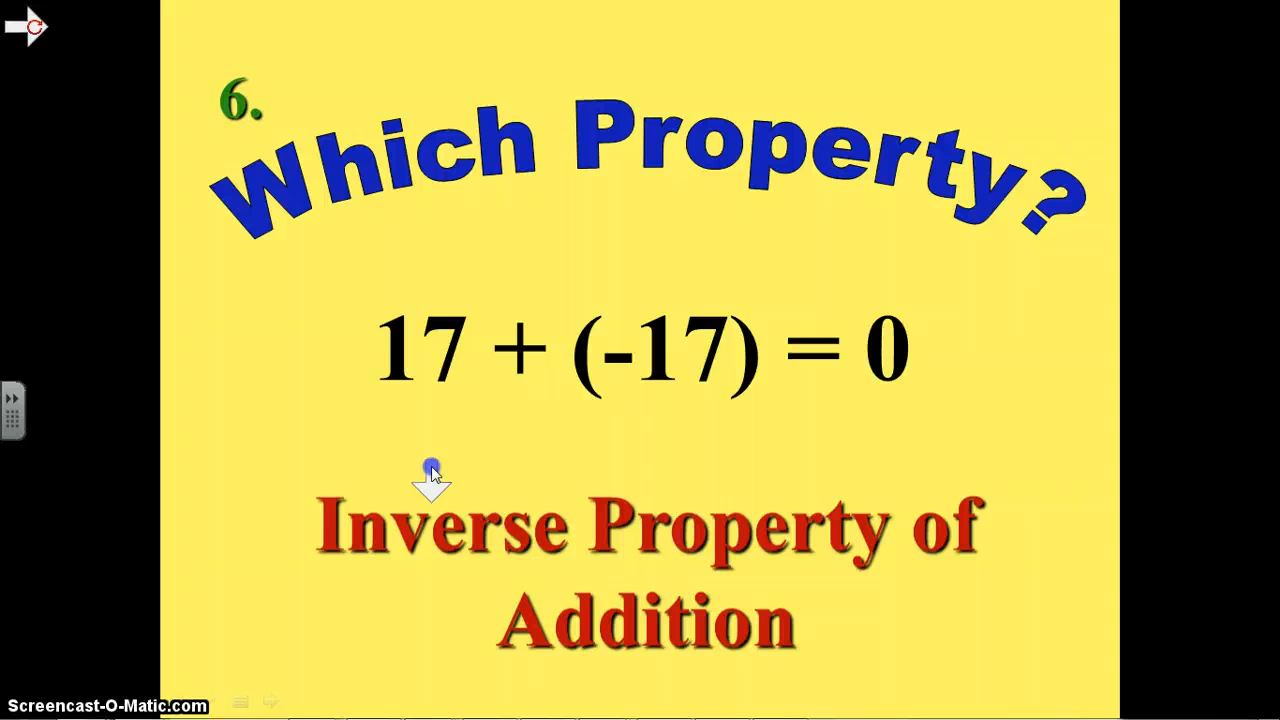 6.
Which Property?
17 + (-17) = 0
Inverse Property of
Addition
Screencast-O-Matic.com